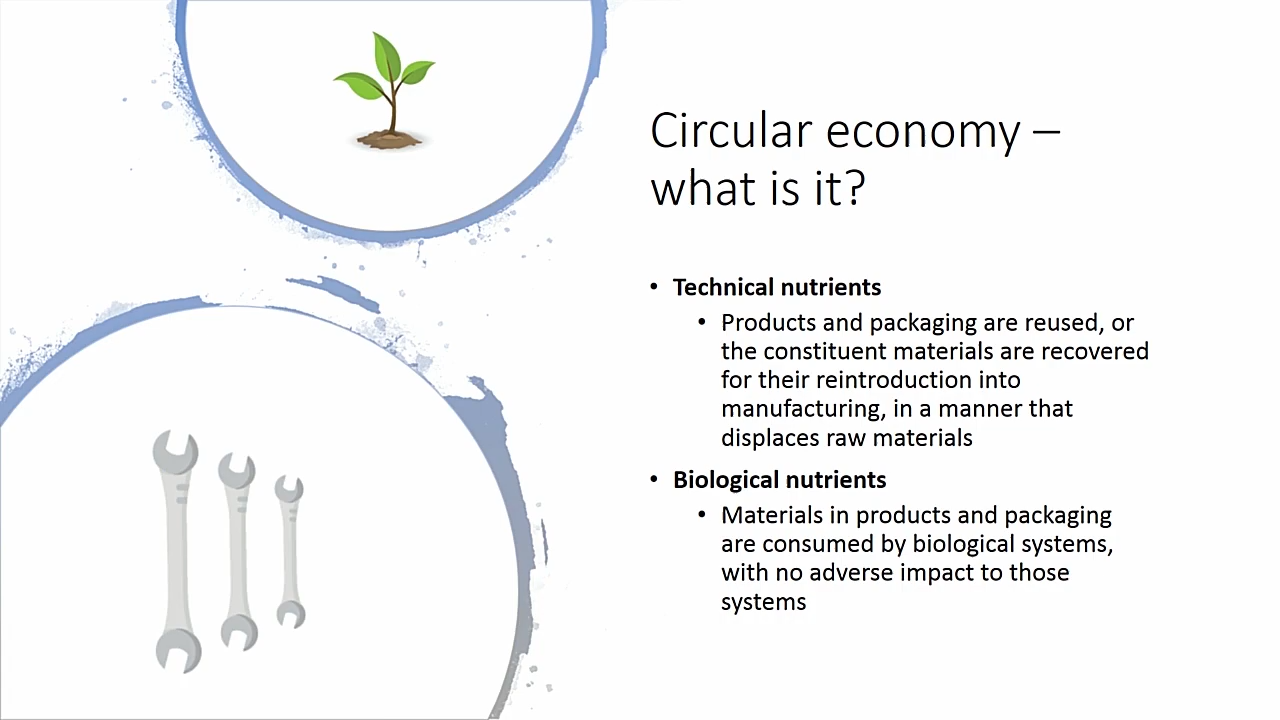 Circular economy –
what is it?
• Technical nutrients
• Products and packaging are reused, or
the constituent materials are recovered
for their reintroduction into
manufacturing, in a manner that
displaces raw materials
• Biological nutrients
• Materials in products and packaging
are consumed by biological systems,
with no adverse impact to those
systems